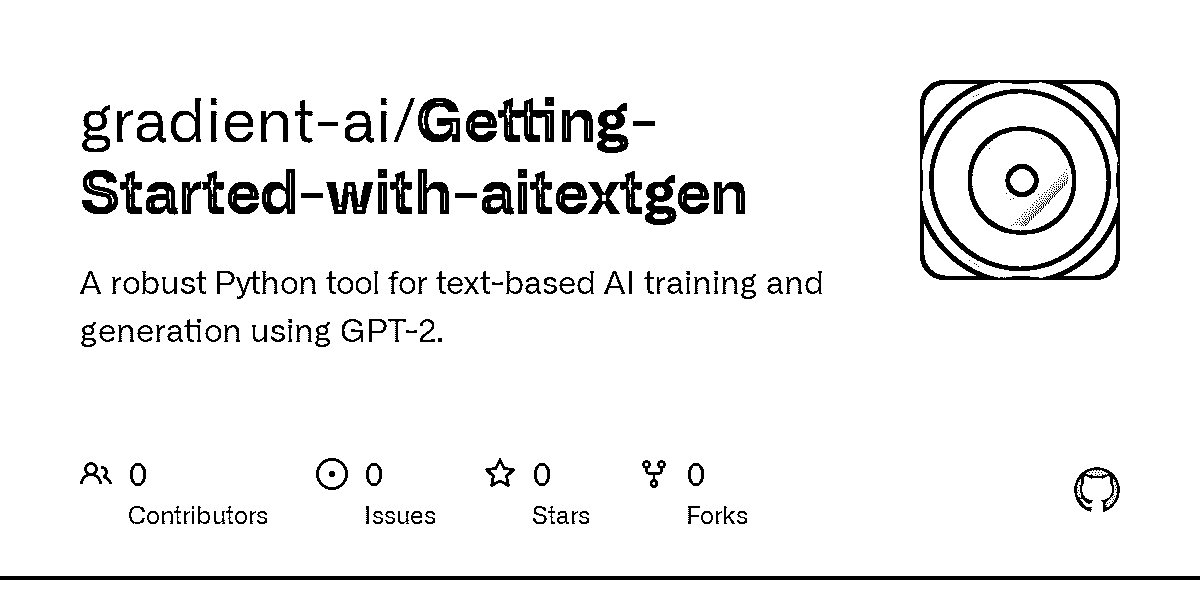 gradient-ai/Getting-
Started-with-aitextgen
A robust Python tool for text-based AI training and
generation using GPT-2.
0 0 0 0
Contributors Issues Stars Forks